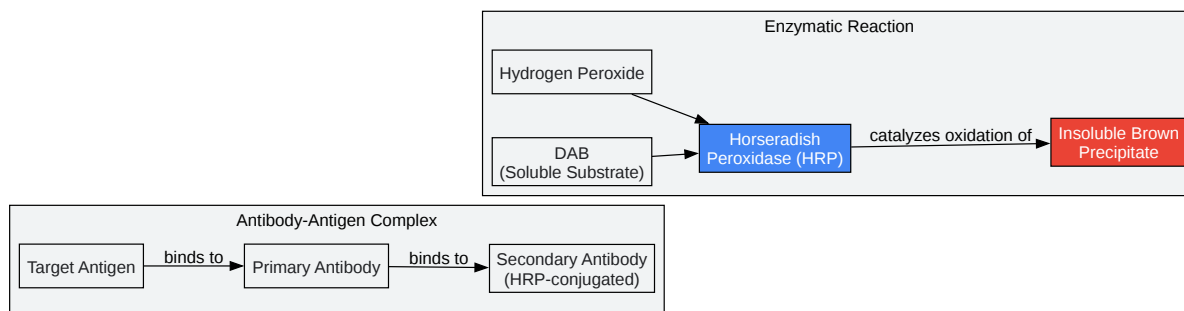 Enzymatic Reaction
Hydrogen Peroxide
DAB
(Soluble Substrate)
Horseradish
Peroxidase (HRP)
catalyzes oxidation of
Insoluble Brown
Precipitate
Antibody-Antigen Complex
Target Antigen
binds to
Primary Antibody
binds to
Secondary Antibody
(HRP-conjugated)